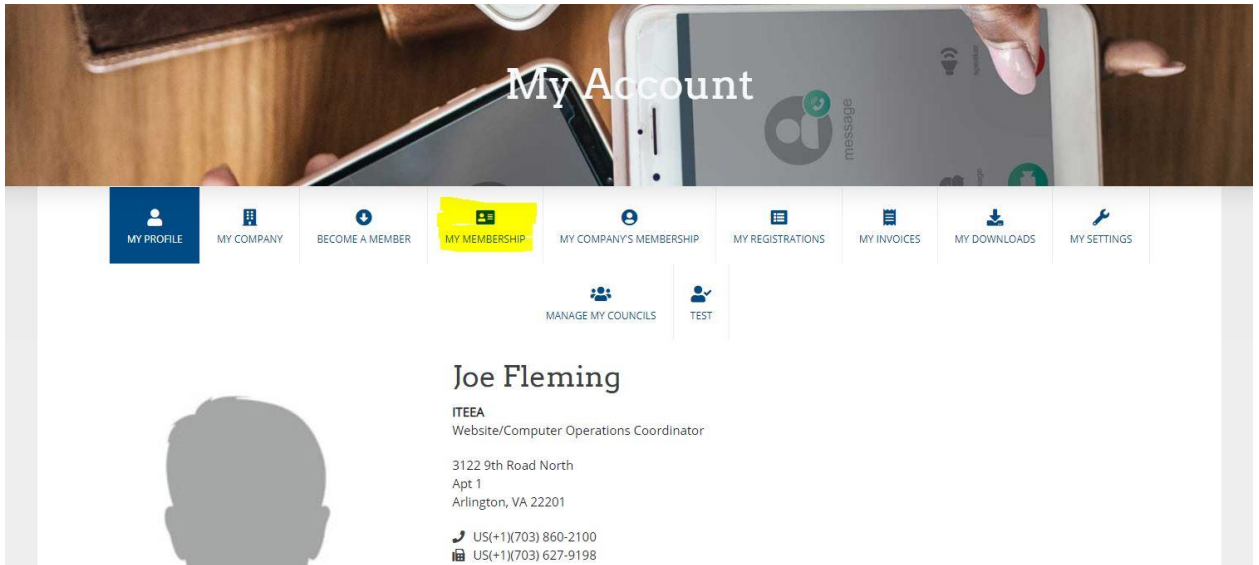 My Account
speaker
message
MY PROFILE
MY COMPANY
BECOME A MEMBER
MY MEMBERSHIP
MY COMPANY'S MEMBERSHIP
MY REGISTRATIONS
MY INVOICES
MY DOWNLOADS
MY SETTINGS
MANAGE MY COUNCILS
TEST
Joe Fleming
ITEEA
Website/Computer Operations Coordinator
3122 9th Road North
Apt 1
Arlington, VA 22201
US(+1)(703) 860-2100
US(+1)(703) 627-9198